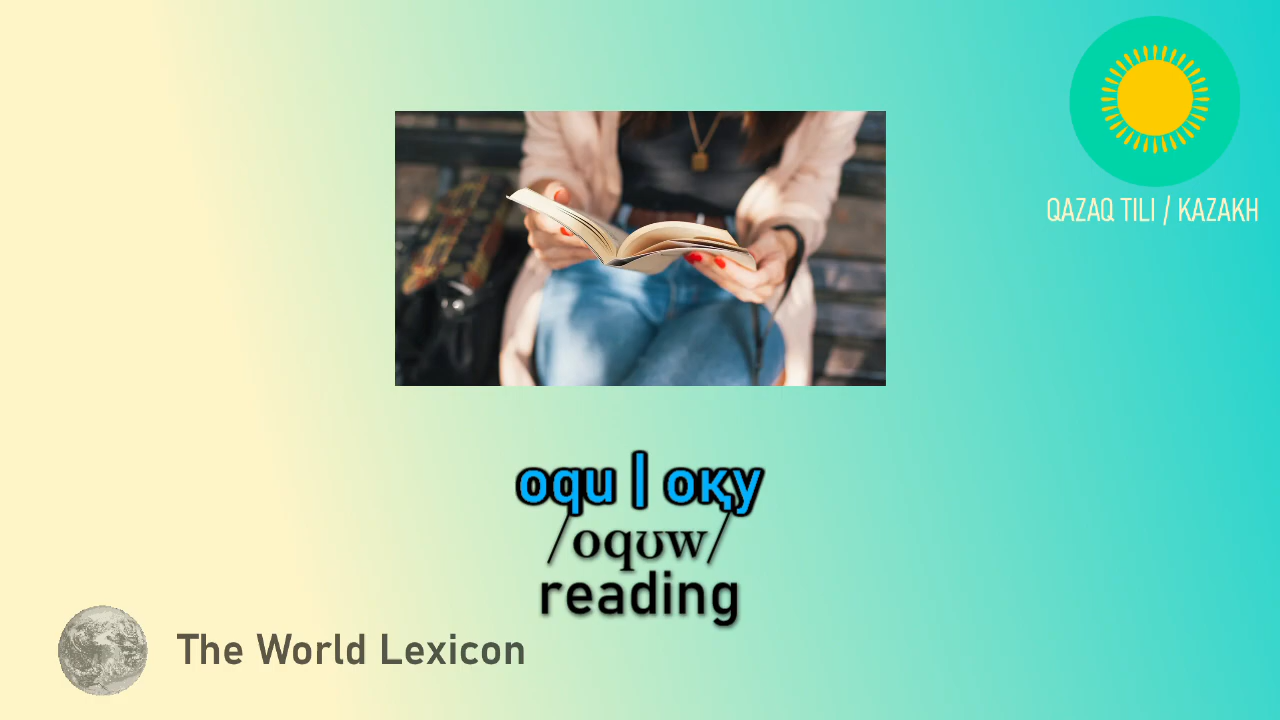 QAZAQ TILI / KAZAKH
oqu | оқу
/oqʊw/
reading
The World Lexicon